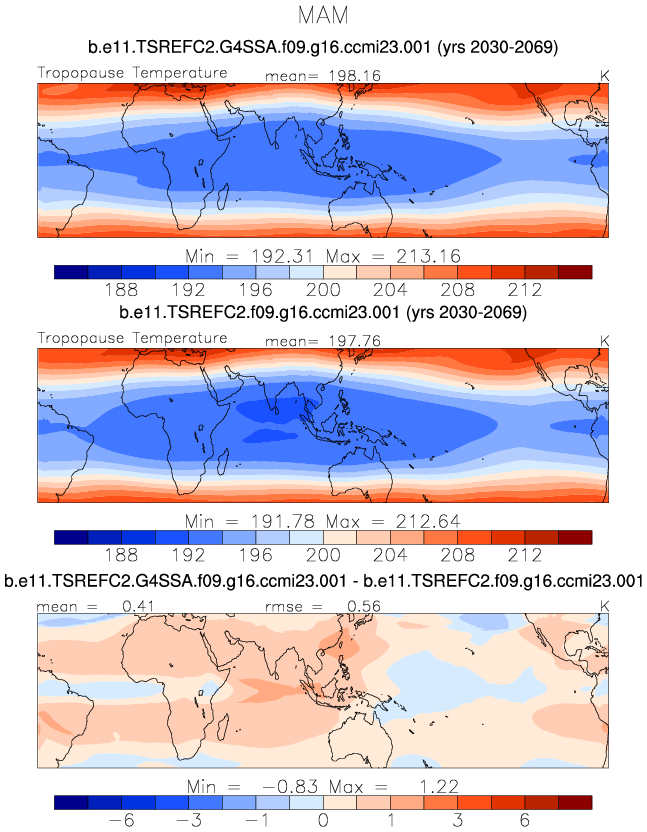 MAM
b.e11.TSREFC2.G4SSA.f09.g16.ccmi23.001 (yrs 2030-2069)
Tropopause Temperature mean= 198.16 K
Min = 192.31 Max = 213.16
188 192 196 200 204 208 212
b.e11.TSREFC2.f09.g16.ccmi23.001 (yrs 2030-2069)
Tropopause Temperature mean= 197.76 K
Min = 191.78 Max = 212.64
188 192 196 200 204 208 212
b.e11.TSREFC2.G4SSA.f09.g16.ccmi23.001 - b.e11.TSREFC2.f09.g16.ccmi23.001
mean = 0.41 rmse = 0.56 K
Min = -0.83 Max = 1.22
-6 -3 -1 0 1 3 6